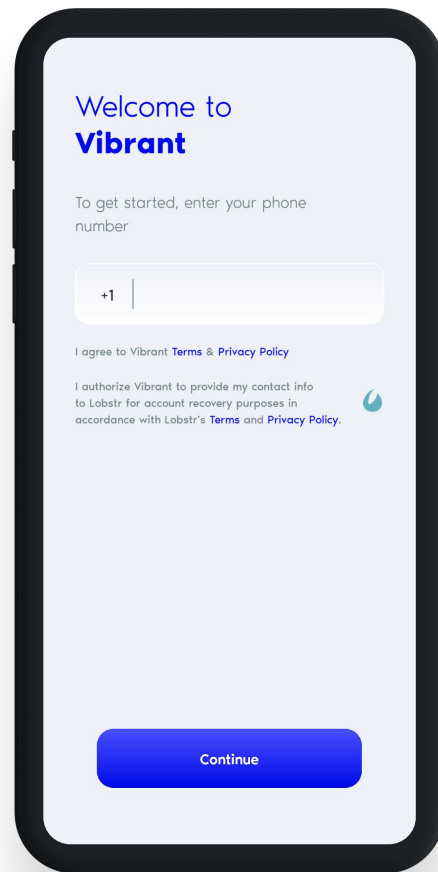 Welcome to
Vibrant
To get started, enter your phone
number
+1
I agree to Vibrant Terms & Privacy Policy
I authorize Vibrant to provide my contact info
to Lobstr for account recovery purposes in
accordance with Lobstr's Terms and Privacy Policy.
Continue